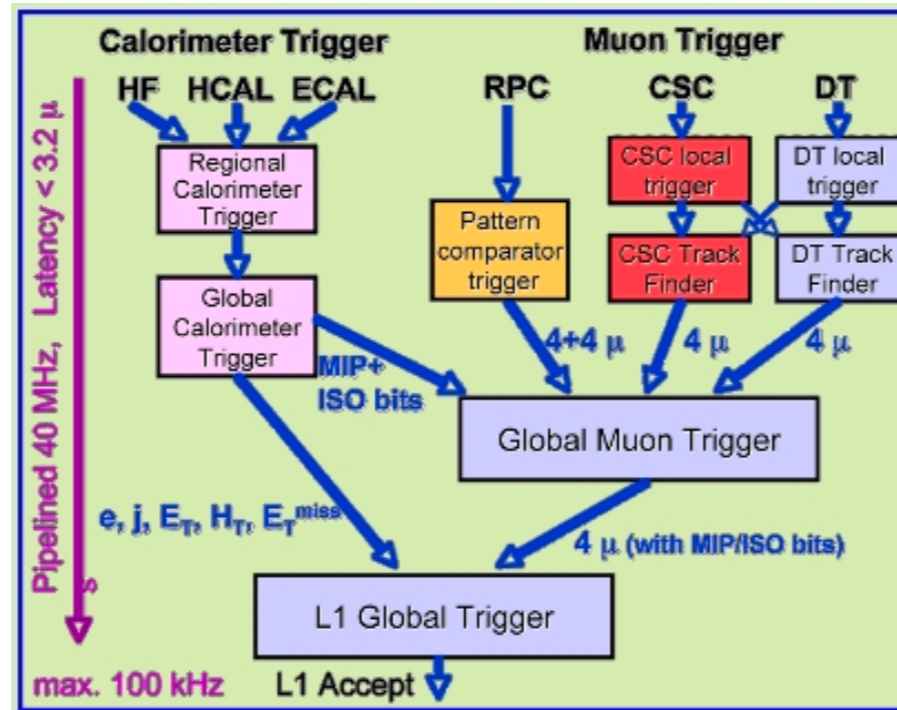 Calorimeter Trigger
Muon Trigger
HF HCAL ECAL
RPC
CSC
DT
Regional
Calorimeter
Trigger
Global
Calorimeter
Trigger
Pattern
comparator
trigger
CSC local
trigger
DT local
trigger
CSC Track
Finder
DT Track
Finder
MIP+
ISO bits
4+4 μ
4 μ
4 μ
Global Muon Trigger
e, j, E_T, H_T, E_T^miss
4 μ (with MIP/ISO bits)
L1 Global Trigger
L1 Accept
Pipelined 40 MHz, Latency < 3.2 μ
s
max. 100 kHz